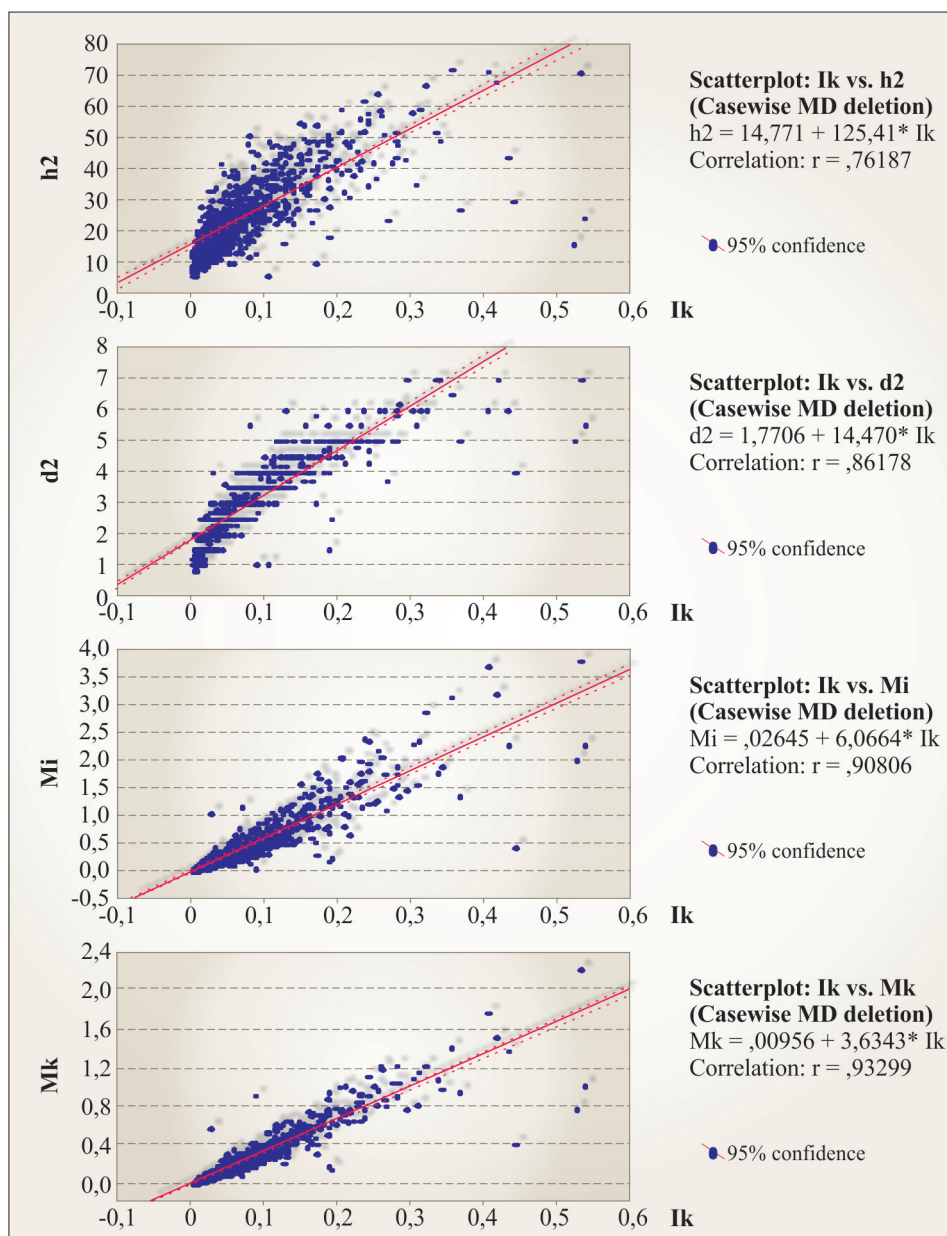 80
70
60
50
40
30
20
10
0
h2
-0,1 0 0,1 0,2 0,3 0,4 0,5 0,6 Ik
Scatterplot: Ik vs. h2
(Casewise MD deletion)
h2 = 14,771 + 125,41* Ik
Correlation: r = ,76187
95% confidence
8
7
6
5
4
3
2
1
0
d2
-0,1 0 0,1 0,2 0,3 0,4 0,5 0,6 Ik
Scatterplot: Ik vs. d2
(Casewise MD deletion)
d2 = 1,7706 + 14,470* Ik
Correlation: r = ,86178
95% confidence
4,0
3,5
3,0
2,5
2,0
1,5
1,0
0,5
0,0
-0,5
Mi
-0,1 0 0,1 0,2 0,3 0,4 0,5 0,6 Ik
Scatterplot: Ik vs. Mi
(Casewise MD deletion)
Mi = ,02645 + 6,0664* Ik
Correlation: r = ,90806
95% confidence
2,4
2,0
1,6
1,2
0,8
0,4
0,0
Mk
-0,1 0 0,1 0,2 0,3 0,4 0,5 0,6 Ik
Scatterplot: Ik vs. Mk
(Casewise MD deletion)
Mk = ,00956 + 3,6343* Ik
Correlation: r = ,93299
95% confidence